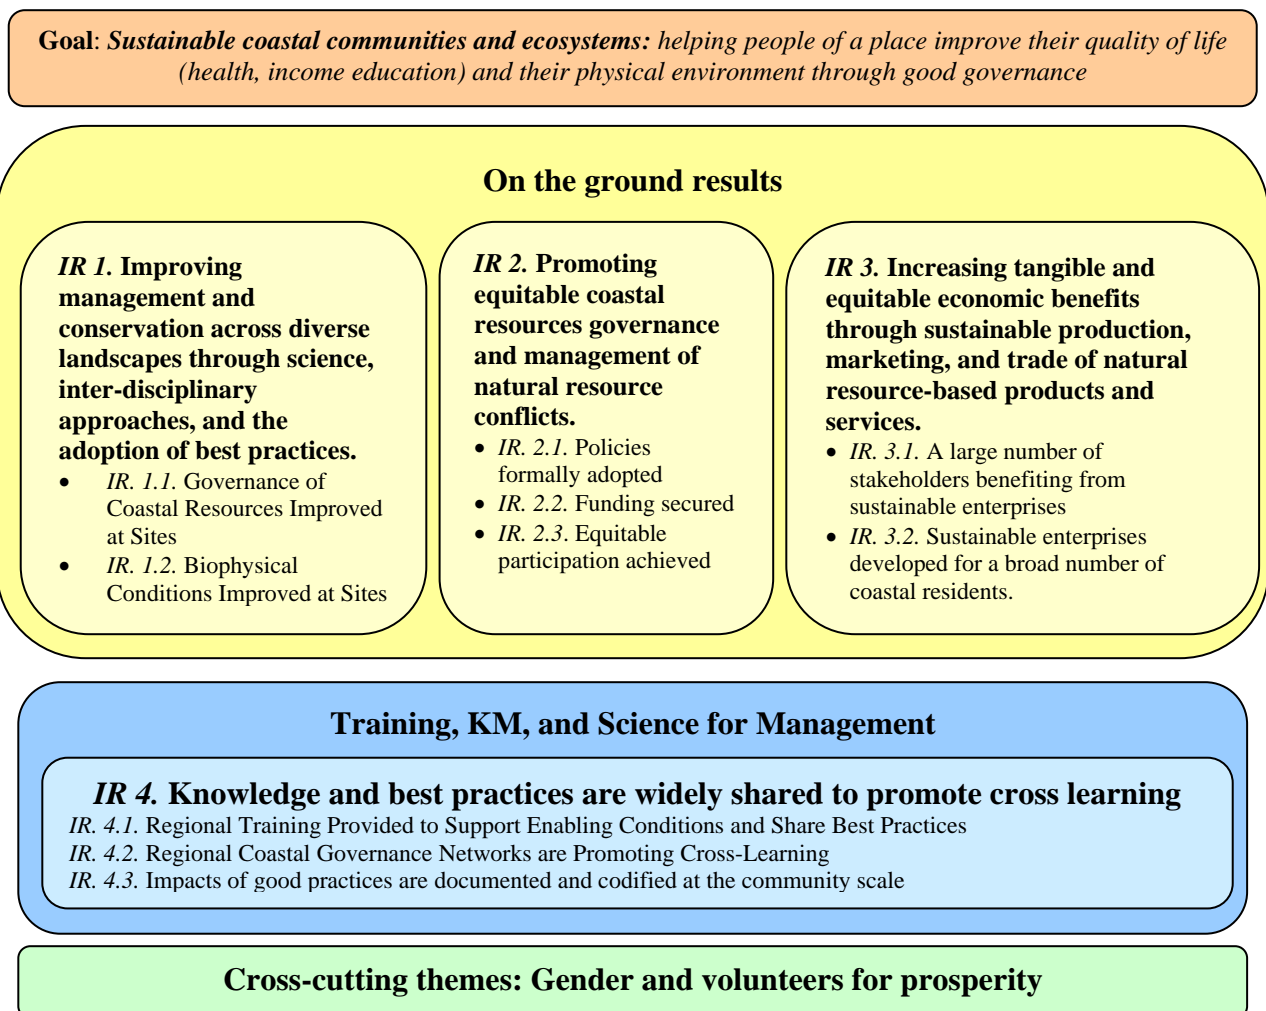 Goal: Sustainable coastal communities and ecosystems: helping people of a place improve their quality of life
(health, income education) and their physical environment through good governance
On the ground results
IR 1. Improving
management and
conservation across diverse
landscapes through science,
inter-disciplinary
approaches, and the
adoption of best practices.
• IR. 1.1. Governance of
Coastal Resources Improved
at Sites
• IR. 1.2. Biophysical
Conditions Improved at Sites
IR 2. Promoting
equitable coastal
resources governance
and management of
natural resource
conflicts.
• IR. 2.1. Policies
formally adopted
• IR. 2.2. Funding secured
• IR. 2.3. Equitable
participation achieved
IR 3. Increasing tangible and
equitable economic benefits
through sustainable production,
marketing, and trade of natural
resource-based products and
services.
• IR. 3.1. A large number of
stakeholders benefiting from
sustainable enterprises
• IR. 3.2. Sustainable enterprises
developed for a broad number of
coastal residents.
Training, KM, and Science for Management
IR 4. Knowledge and best practices are widely shared to promote cross learning
IR. 4.1. Regional Training Provided to Support Enabling Conditions and Share Best Practices
IR. 4.2. Regional Coastal Governance Networks are Promoting Cross-Learning
IR. 4.3. Impacts of good practices are documented and codified at the community scale
Cross-cutting themes: Gender and volunteers for prosperity